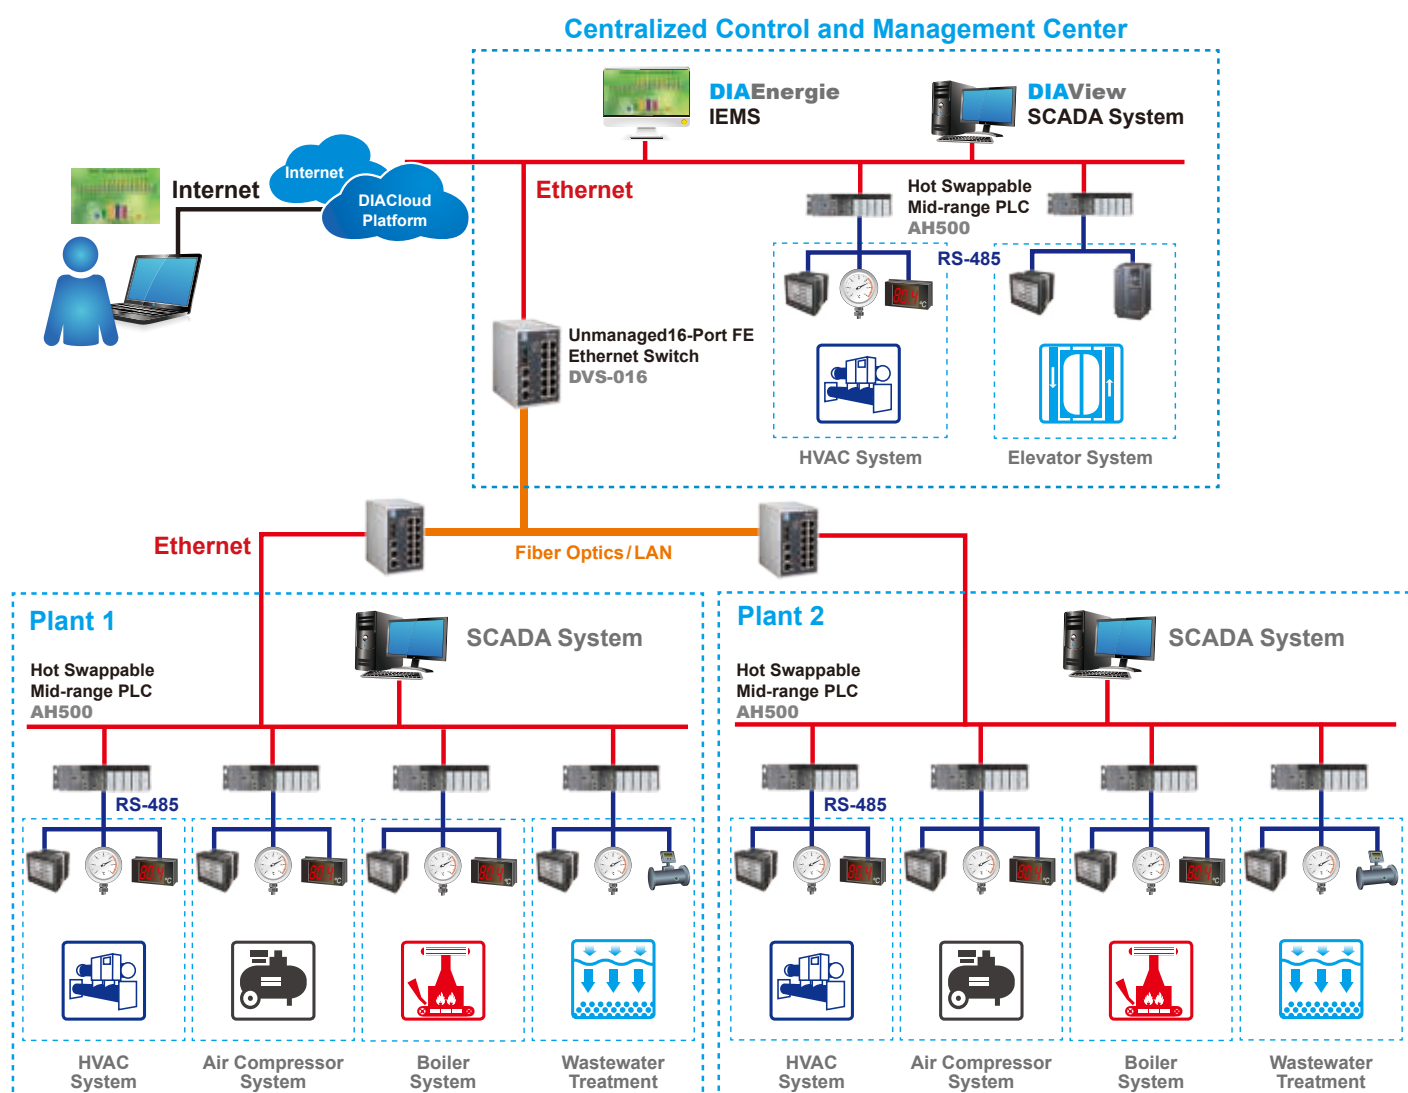 Centralized Control and Management Center
DIAEnergie
IEMS
DIAView
SCADA System
Internet
Internet
DIACloud
Platform
Ethernet
Hot Swappable
Mid-range PLC
AH500
RS-485
Unmanaged16-Port FE
Ethernet Switch
DVS-016
HVAC System
Elevator System
Ethernet
Fiber Optics/LAN
Plant 1
SCADA System
Hot Swappable
Mid-range PLC
AH500
RS-485
HVAC
System
Air Compressor
System
Boiler
System
Wastewater
Treatment
Plant 2
SCADA System
Hot Swappable
Mid-range PLC
AH500
RS-485
HVAC
System
Air Compressor
System
Boiler
System
Wastewater
Treatment